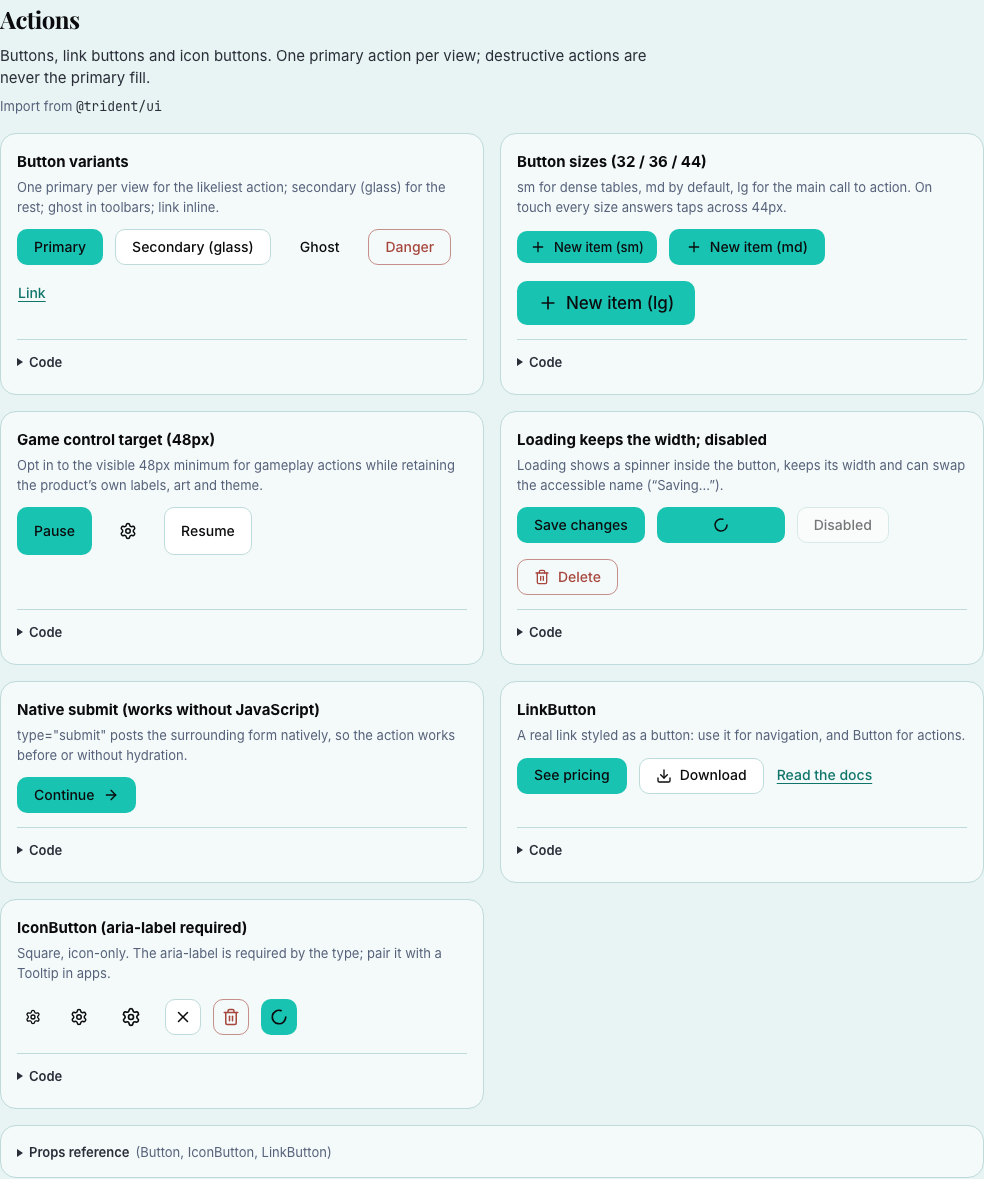 Actions
Buttons, link buttons and icon buttons. One primary action per view; destructive actions are
never the primary fill.
Import from @trident/ui
Button variants
One primary per view for the likeliest action; secondary (glass) for the
rest; ghost in toolbars; link inline.
Primary
Secondary (glass)
Ghost
Danger
Link
Code
Button sizes (32 / 36 / 44)
sm for dense tables, md by default, lg for the main call to action. On
touch every size answers taps across 44px.
New item (sm)
New item (md)
New item (lg)
Code
Game control target (48px)
Opt in to the visible 48px minimum for gameplay actions while retaining
the product’s own labels, art and theme.
Pause
Resume
Code
Loading keeps the width; disabled
Loading shows a spinner inside the button, keeps its width and can swap
the accessible name (“Saving…”).
Save changes
Disabled
Delete
Code
Native submit (works without JavaScript)
type="submit" posts the surrounding form natively, so the action works
before or without hydration.
Continue
Code
LinkButton
A real link styled as a button: use it for navigation, and Button for actions.
See pricing
Download
Read the docs
Code
IconButton (aria-label required)
Square, icon-only. The aria-label is required by the type; pair it with a
Tooltip in apps.
Code
Props reference (Button, IconButton, LinkButton)